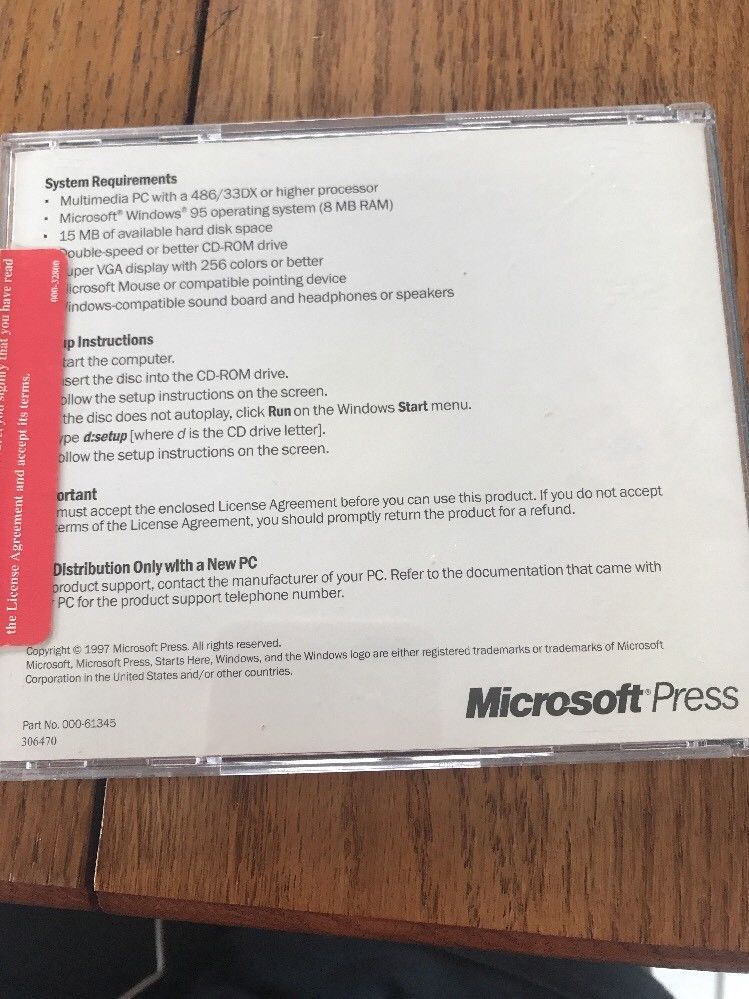 System Requirements
• Multimedia PC with a 486/33DX or higher processor
• Microsoft® Windows® 95 operating system (8 MB RAM)
• 15 MB of available hard disk space
Double-speed or better CD-ROM drive
uper VGA display with 256 colors or better
icrosoft Mouse or compatible pointing device
indows-compatible sound board and headphones or speakers
up Instructions
tart the computer.
sert the disc into the CD-ROM drive.
ollow the setup instructions on the screen.
the disc does not autoplay, click Run on the Windows Start menu.
ype d:setup [where d is the CD drive letter].
ollow the setup instructions on the screen.
ortant
must accept the enclosed License Agreement before you can use this product. If you do not accept
erms of the License Agreement, you should promptly return the product for a refund.
Distribution Only with a New PC
product support, contact the manufacturer of your PC. Refer to the documentation that came with
PC for the product support telephone number.
Copyright © 1997 Microsoft Press. All rights reserved.
Microsoft, Microsoft Press, Starts Here, Windows, and the Windows logo are either registered trademarks or trademarks of Microsoft
Corporation in the United States and/or other countries.
Microsoft® Press
Part No. 000-61345
306470
you signify that you have read
the License Agreement and accept its terms.
000-32800